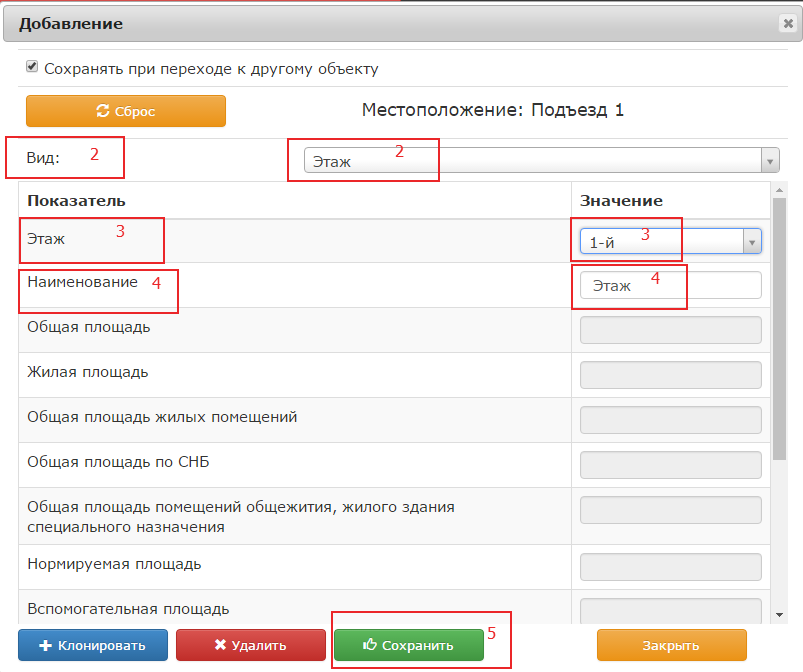 Добавление
Сохранять при переходе к другому объекту
Сброс
Местоположение: Подъезд 1
Вид: 2
Этаж 2
Показатель Значение
Этаж 3 1-й 3
Наименование 4 Этаж 4
Общая площадь
Жилая площадь
Общая площадь жилых помещений
Общая площадь по СНБ
Общая площадь помещений общежития, жилого здания
специального назначения
Нормируемая площадь
Вспомогательная площадь
Клонировать Удалить Сохранить 5 Закрыть